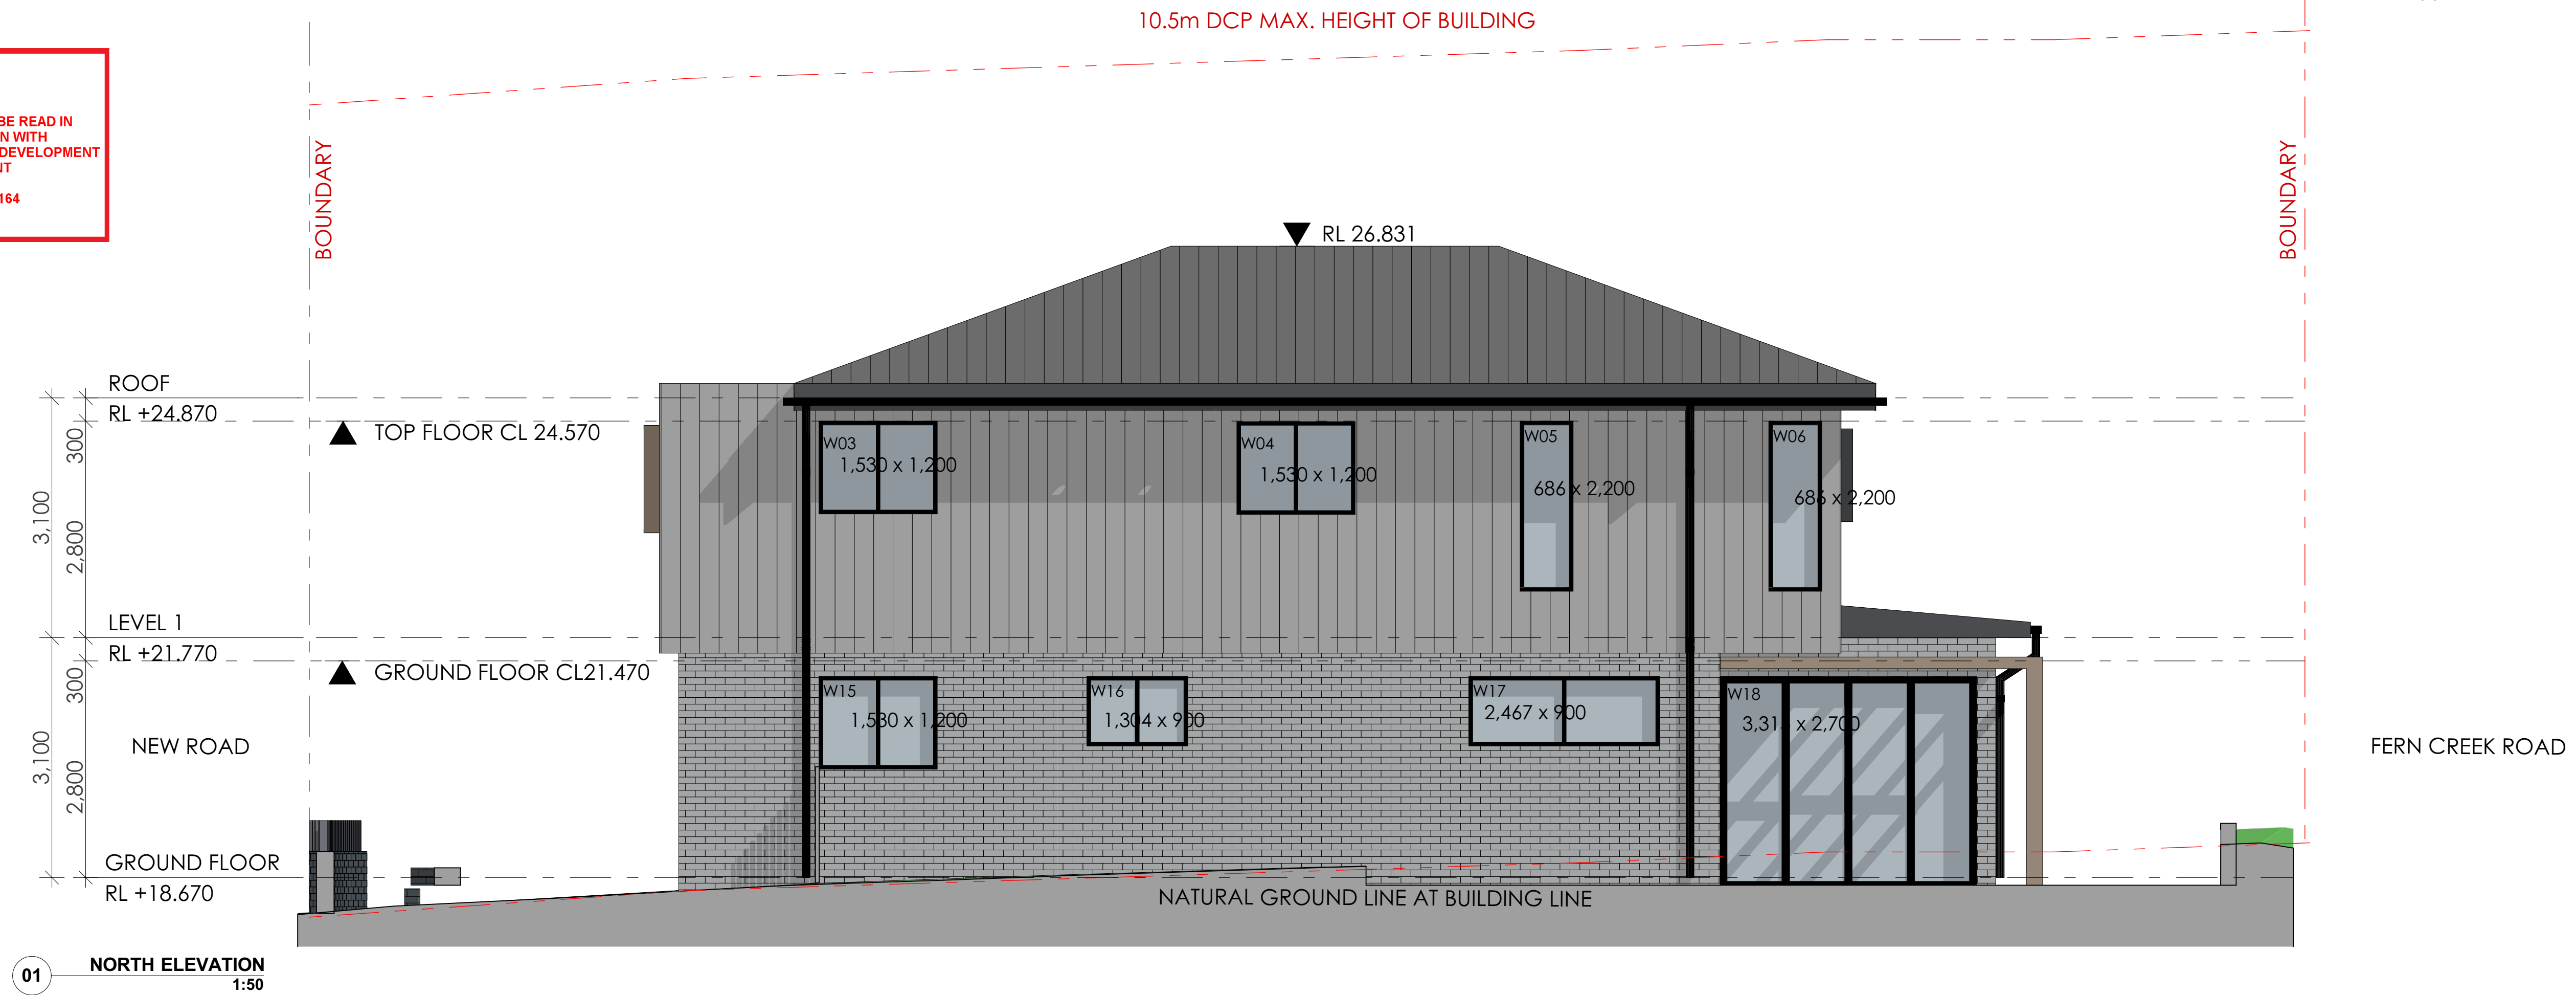 10.5m DCP MAX. HEIGHT OF BUILDING
BE READ IN
N WITH
DEVELOPMENT
NT
164
BOUNDARY
BOUNDARY
RL 26.831
ROOF
RL +24.870
TOP FLOOR CL 24.570
300
3,100
2,800
W03
1,530 x 1,200
W04
1,530 x 1,200
W05
686 x 2,200
W06
686 x 2,200
LEVEL 1
RL +21.770
GROUND FLOOR CL21.470
300
3,100
2,800
W15
1,530 x 1,200
W16
1,304 x 900
W17
2,467 x 900
W18
x 2,700
NEW ROAD
FERN CREEK ROAD
GROUND FLOOR
RL +18.670
NATURAL GROUND LINE AT BUILDING LINE
01
NORTH ELEVATION
1:50